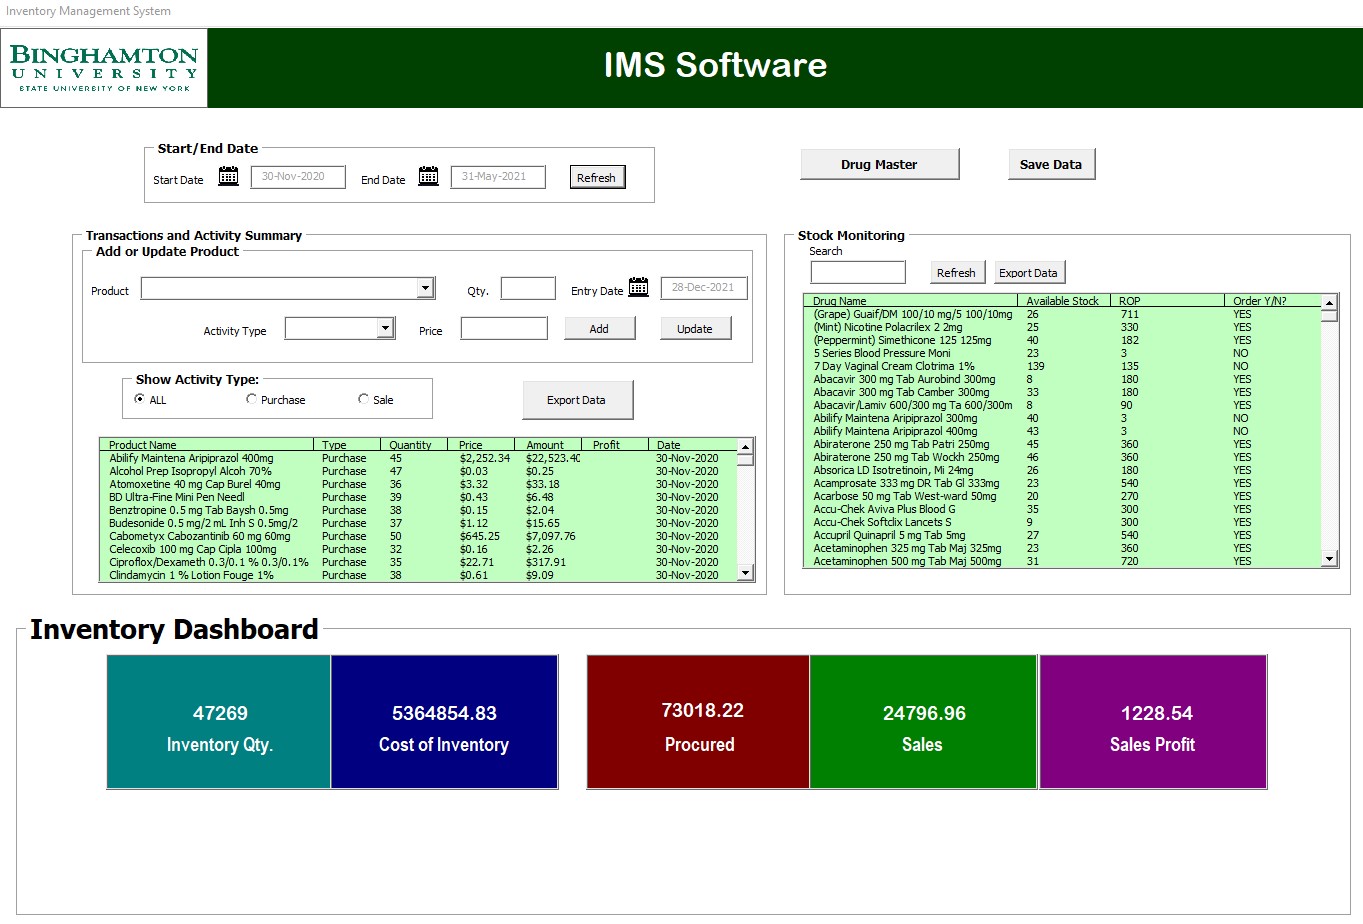 Inventory Management System
BINGHAMTON
UNIVERSITY
STATE UNIVERSITY OF NEW YORK
IMS Software
Start/End Date
Start Date 30-Nov-2020 End Date 31-May-2021 Refresh
Drug Master Save Data
Transactions and Activity Summary
Add or Update Product
Product Qty. Entry Date 28-Dec-2021
Activity Type Price Add Update
Show Activity Type:
ALL Purchase Sale
Export Data
Product Name Type Quantity Price Amount Profit Date
Abilify Maintena Aripiprazol 400mg Purchase 45 $2,252.34 $22,523.40 30-Nov-2020
Alcohol Prep Isopropyl Alcoh 70% Purchase 47 $0.03 $0.25 30-Nov-2020
Atomoxetine 40 mg Cap Burel 40mg Purchase 36 $3.32 $33.18 30-Nov-2020
BD Ultra-Fine Mini Pen Needl Purchase 39 $0.43 $6.48 30-Nov-2020
Benztropine 0.5 mg Tab Baysh 0.5mg Purchase 38 $0.15 $2.04 30-Nov-2020
Budesonide 0.5 mg/2 mL Inh S 0.5mg/2 Purchase 37 $1.12 $15.65 30-Nov-2020
Cabometyx Cabozantinib 60 mg 60mg Purchase 50 $645.25 $7,097.76 30-Nov-2020
Celecoxib 100 mg Cap Cipla 100mg Purchase 32 $0.16 $2.26 30-Nov-2020
Ciproflox/Dexameth 0.3/0.1 % 0.3/0.1% Purchase 35 $22.71 $317.91 30-Nov-2020
Clindamycin 1 % Lotion Fouge 1% Purchase 38 $0.61 $9.09 30-Nov-2020
Stock Monitoring
Search
Refresh Export Data
Drug Name Available Stock ROP Order Y/N?
(Grape) Guaif/DM 100/10 mg/5 100/10mg 26 711 YES
(Mint) Nicotine Polacrilex 2 2mg 25 330 YES
(Peppermint) Simethicone 125 125mg 40 182 YES
5 Series Blood Pressure Moni 23 3 NO
7 Day Vaginal Cream Clotrima 1% 139 135 NO
Abacavir 300 mg Tab Aurobind 300mg 8 180 YES
Abacavir 300 mg Tab Camber 300mg 33 180 YES
Abacavir/Lamiv 600/300 mg Ta 600/300m 8 90 YES
Abilify Maintena Aripiprazol 300mg 40 3 NO
Abilify Maintena Aripiprazol 400mg 43 3 NO
Abiraterone 250 mg Tab Patri 250mg 45 360 YES
Abiraterone 250 mg Tab Wockh 250mg 46 360 YES
Absorica LD Isotretinoin, Mi 24mg 26 180 YES
Acamprosate 333 mg DR Tab Gl 333mg 23 540 YES
Acarbose 50 mg Tab West-ward 50mg 20 270 YES
Accu-Chek Aviva Plus Blood G 35 300 YES
Accu-Chek Softclix Lancets S 9 300 YES
Accupril Quinapril 5 mg Tab 5mg 27 540 YES
Acetaminophen 325 mg Tab Maj 325mg 23 360 YES
Acetaminophen 500 mg Tab Maj 500mg 31 720 YES
Inventory Dashboard
47269 5364854.83 73018.22 24796.96 1228.54
Inventory Qty. Cost of Inventory Procured Sales Sales Profit